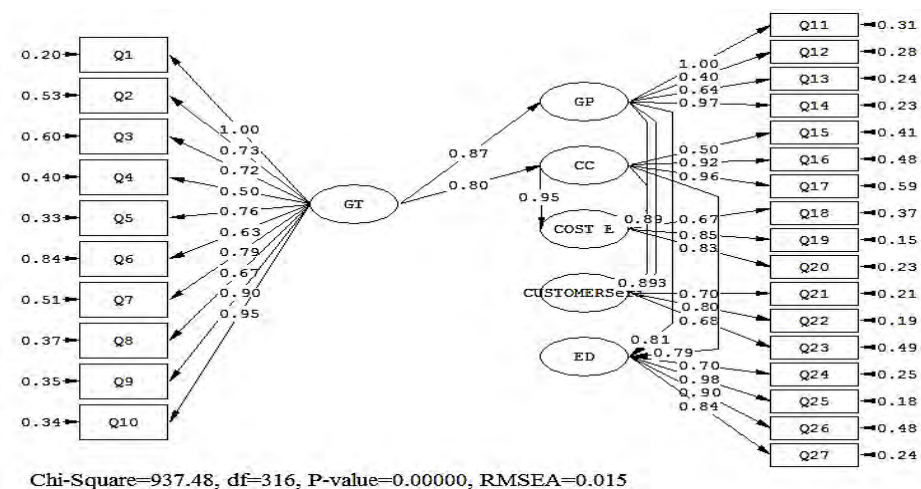 0.20 Q1
0.53 Q2
0.60 Q3
0.40 Q4
0.33 Q5
0.84 Q6
0.51 Q7
0.37 Q8
0.35 Q9
0.34 Q10
1.00
0.73
0.72
0.50
0.76
0.63
0.79
0.67
0.90
0.95
GT
0.87
0.80
GP
CC
0.95
COST E
CUSTOMERSer
ED
0.89
0.893
0.81
0.79
1.00
0.40
0.64
0.97
0.50
0.92
0.96
0.67
0.85
0.83
0.70
0.80
0.68
0.70
0.98
0.90
0.84
Q11 0.31
Q12 0.28
Q13 0.24
Q14 0.23
Q15 0.41
Q16 0.48
Q17 0.59
Q18 0.37
Q19 0.15
Q20 0.23
Q21 0.21
Q22 0.19
Q23 0.49
Q24 0.25
Q25 0.18
Q26 0.48
Q27 0.24
Chi-Square=937.48, df=316, P-value=0.00000, RMSEA=0.015